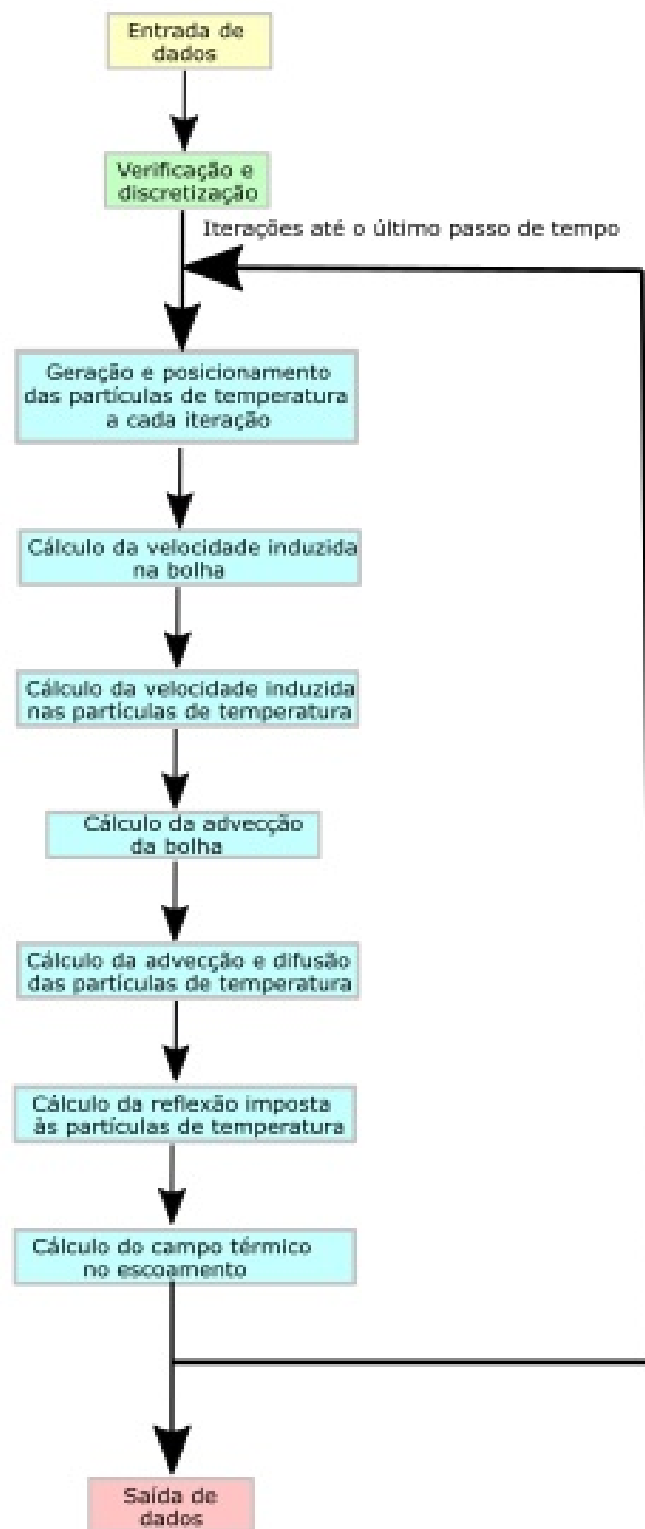 Entrada de
dados
Verificação e
discretização
Iterações até o último passo de tempo
Geração e posicionamento
das partículas de temperatura
a cada iteração
Cálculo da velocidade induzida
na bolha
Cálculo da velocidade induzida
nas partículas de temperatura
Cálculo da advecção
da bolha
Cálculo da advecção e difusão
das partículas de temperatura
Cálculo da reflexão imposta
às partículas de temperatura
Cálculo do campo térmico
no escoamento
Saída de
dados